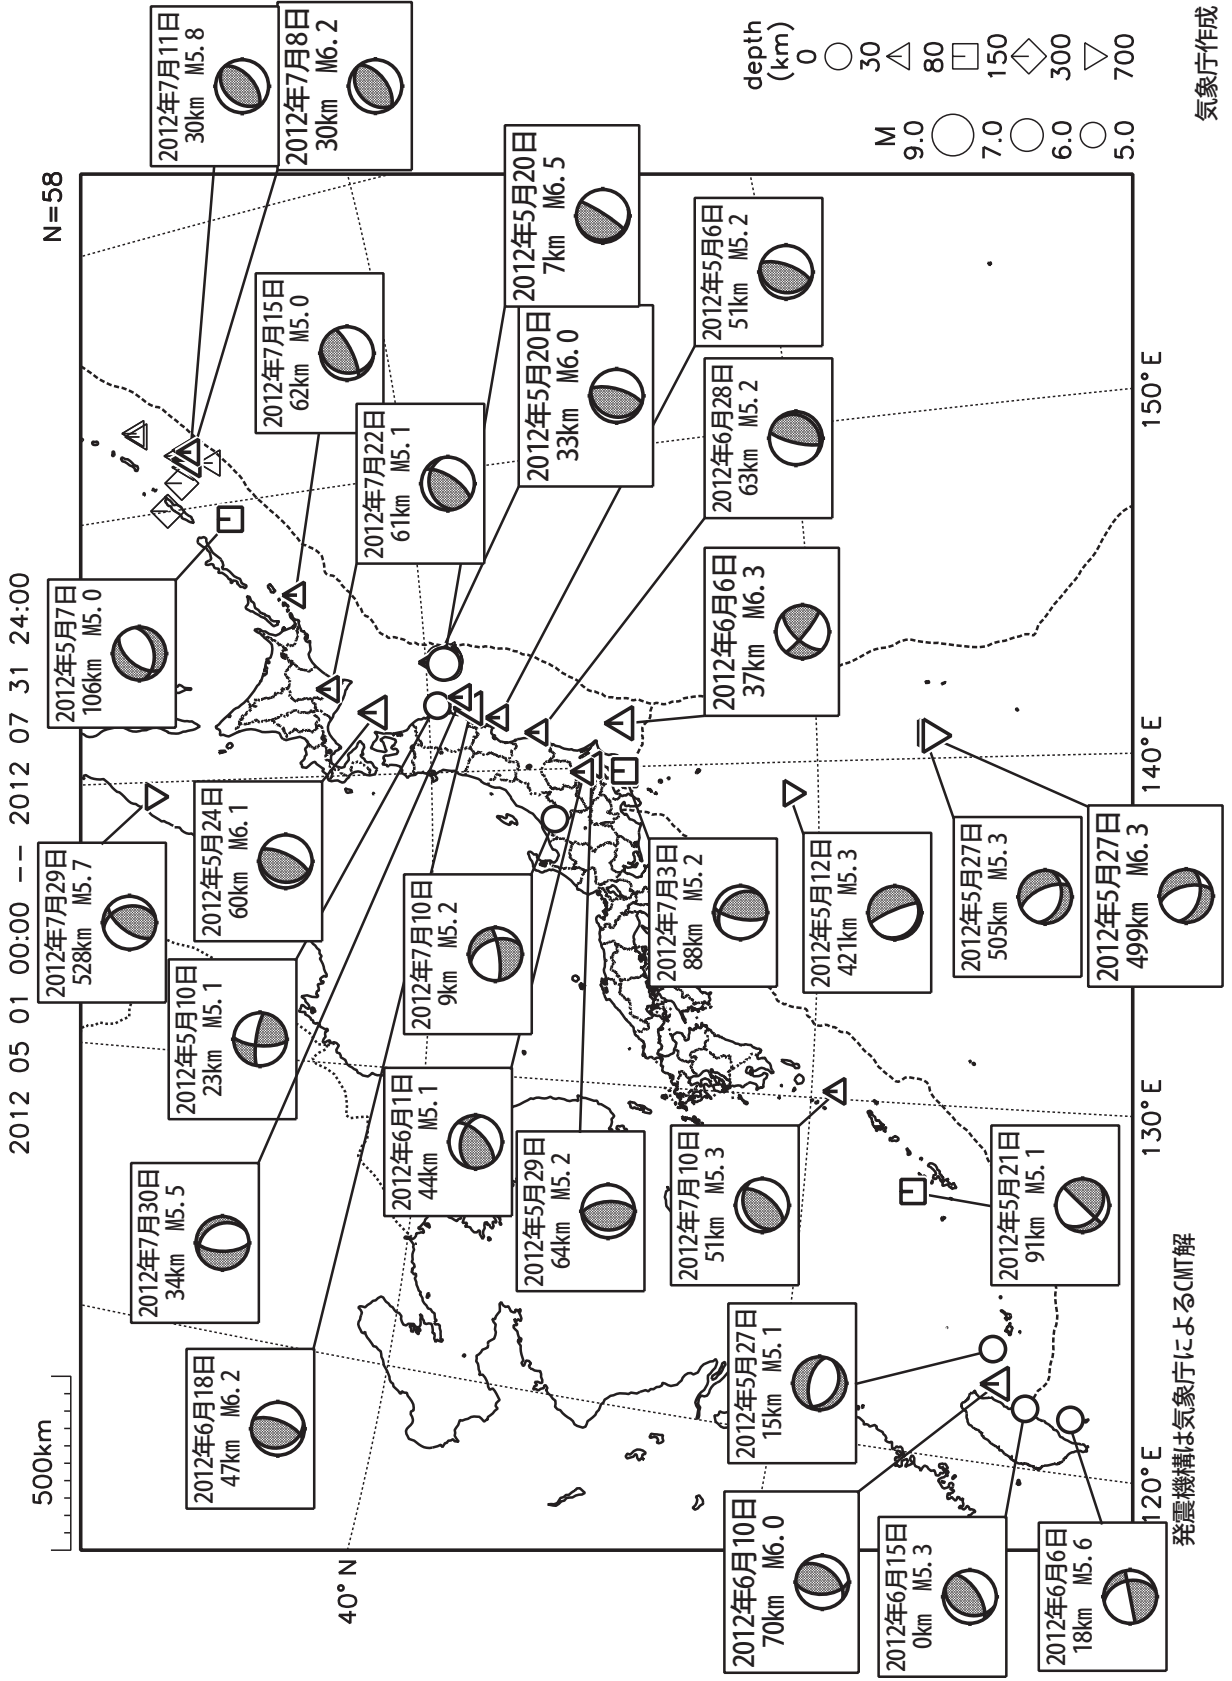 2012 05 01 00:00 -- 2012 07 31 24:00
500km
N=58
2012年7月29日
528km M5.7
2012年5月7日
106km M5.0
2012年7月11日
30km M5.8
2012年7月8日
30km M6.2
2012年7月30日
34km M5.5
2012年5月10日
23km M5.1
2012年5月24日
60km M6.1
2012年7月15日
62km M5.0
2012年6月18日
47km M6.2
2012年6月1日
44km M5.1
2012年7月10日
9km M5.2
2012年7月22日
61km M5.1
2012年5月20日
7km M6.5
2012年5月29日
64km M5.2
2012年5月20日
33km M6.0
2012年7月10日
51km M5.3
2012年7月3日
88km M5.2
2012年6月6日
37km M6.3
2012年6月28日
63km M5.2
2012年5月6日
51km M5.2
2012年6月10日
70km M6.0
2012年5月27日
15km M5.1
2012年5月12日
421km M5.3
2012年6月15日
0km M5.3
2012年5月21日
91km M5.1
2012年5月27日
505km M5.3
2012年6月6日
18km M5.6
2012年5月27日
499km M6.3
40°N
120°E
130°E
140°E
150°E
M
9.0
7.0
6.0
5.0
depth
(km)
0
30
80
150
300
700
発震機構は気象庁によるCMT解
気象庁作成